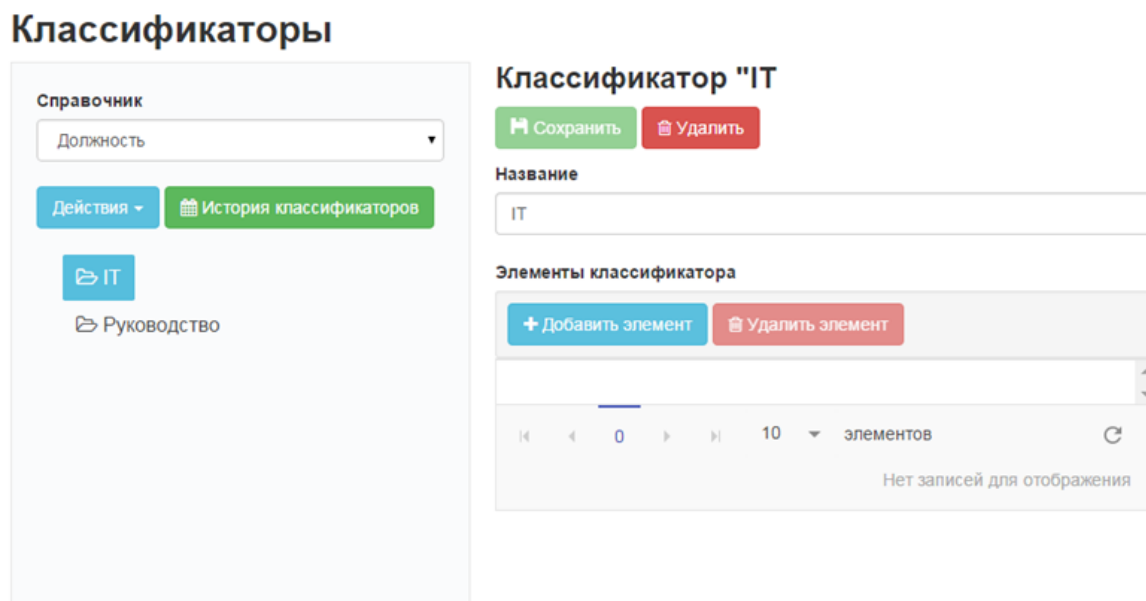 Классификаторы
Справочник
Должность
Действия
История классификаторов
IT
Руководство
Классификатор "IT
Сохранить
Удалить
Название
IT
Элементы классификатора
+ Добавить элемент
Удалить элемент
0
10
элементов
Нет записей для отображения